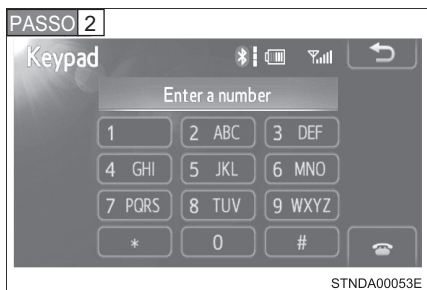 PASSO 2
Keypad
Enter a number
1 2 ABC 3 DEF
4 GHI 5 JKL 6 MNO
7 PQRS 8 TUV 9 WXYZ
* 0 #
STNDA00053E